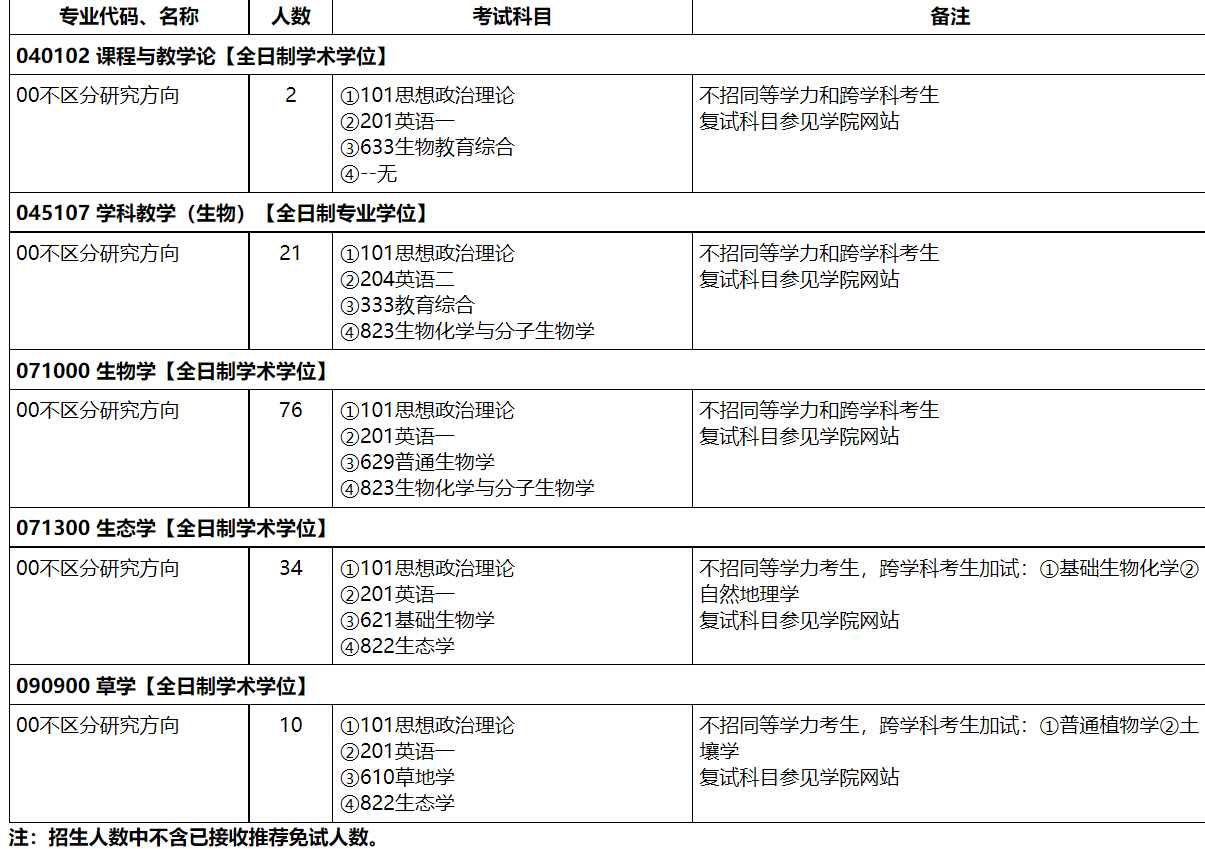 专业代码、名称 人数 考试科目 备注
040102 课程与教学论【全日制学术学位】
00不区分研究方向 2 ①101思想政治理论 不招同等学力和跨学科考生
②201英语一 复试科目参见学院网站
③633生物教育综合
④--无
045107 学科教学（生物）【全日制专业学位】
00不区分研究方向 21 ①101思想政治理论 不招同等学力和跨学科考生
②204英语二 复试科目参见学院网站
③333教育综合
④823生物化学与分子生物学
071000 生物学【全日制学术学位】
00不区分研究方向 76 ①101思想政治理论 不招同等学力和跨学科考生
②201英语一 复试科目参见学院网站
③629普通生物学
④823生物化学与分子生物学
071300 生态学【全日制学术学位】
00不区分研究方向 34 ①101思想政治理论 不招同等学力考生，跨学科考生加试：①基础生物化学②
②201英语一 自然地理学
③621基础生物学 复试科目参见学院网站
④822生态学
090900 草学【全日制学术学位】
00不区分研究方向 10 ①101思想政治理论 不招同等学力考生，跨学科考生加试：①普通植物学②土
②201英语一 壤学
③610草地学 复试科目参见学院网站
④822生态学
注：招生人数中不含已接收推荐免试人数。